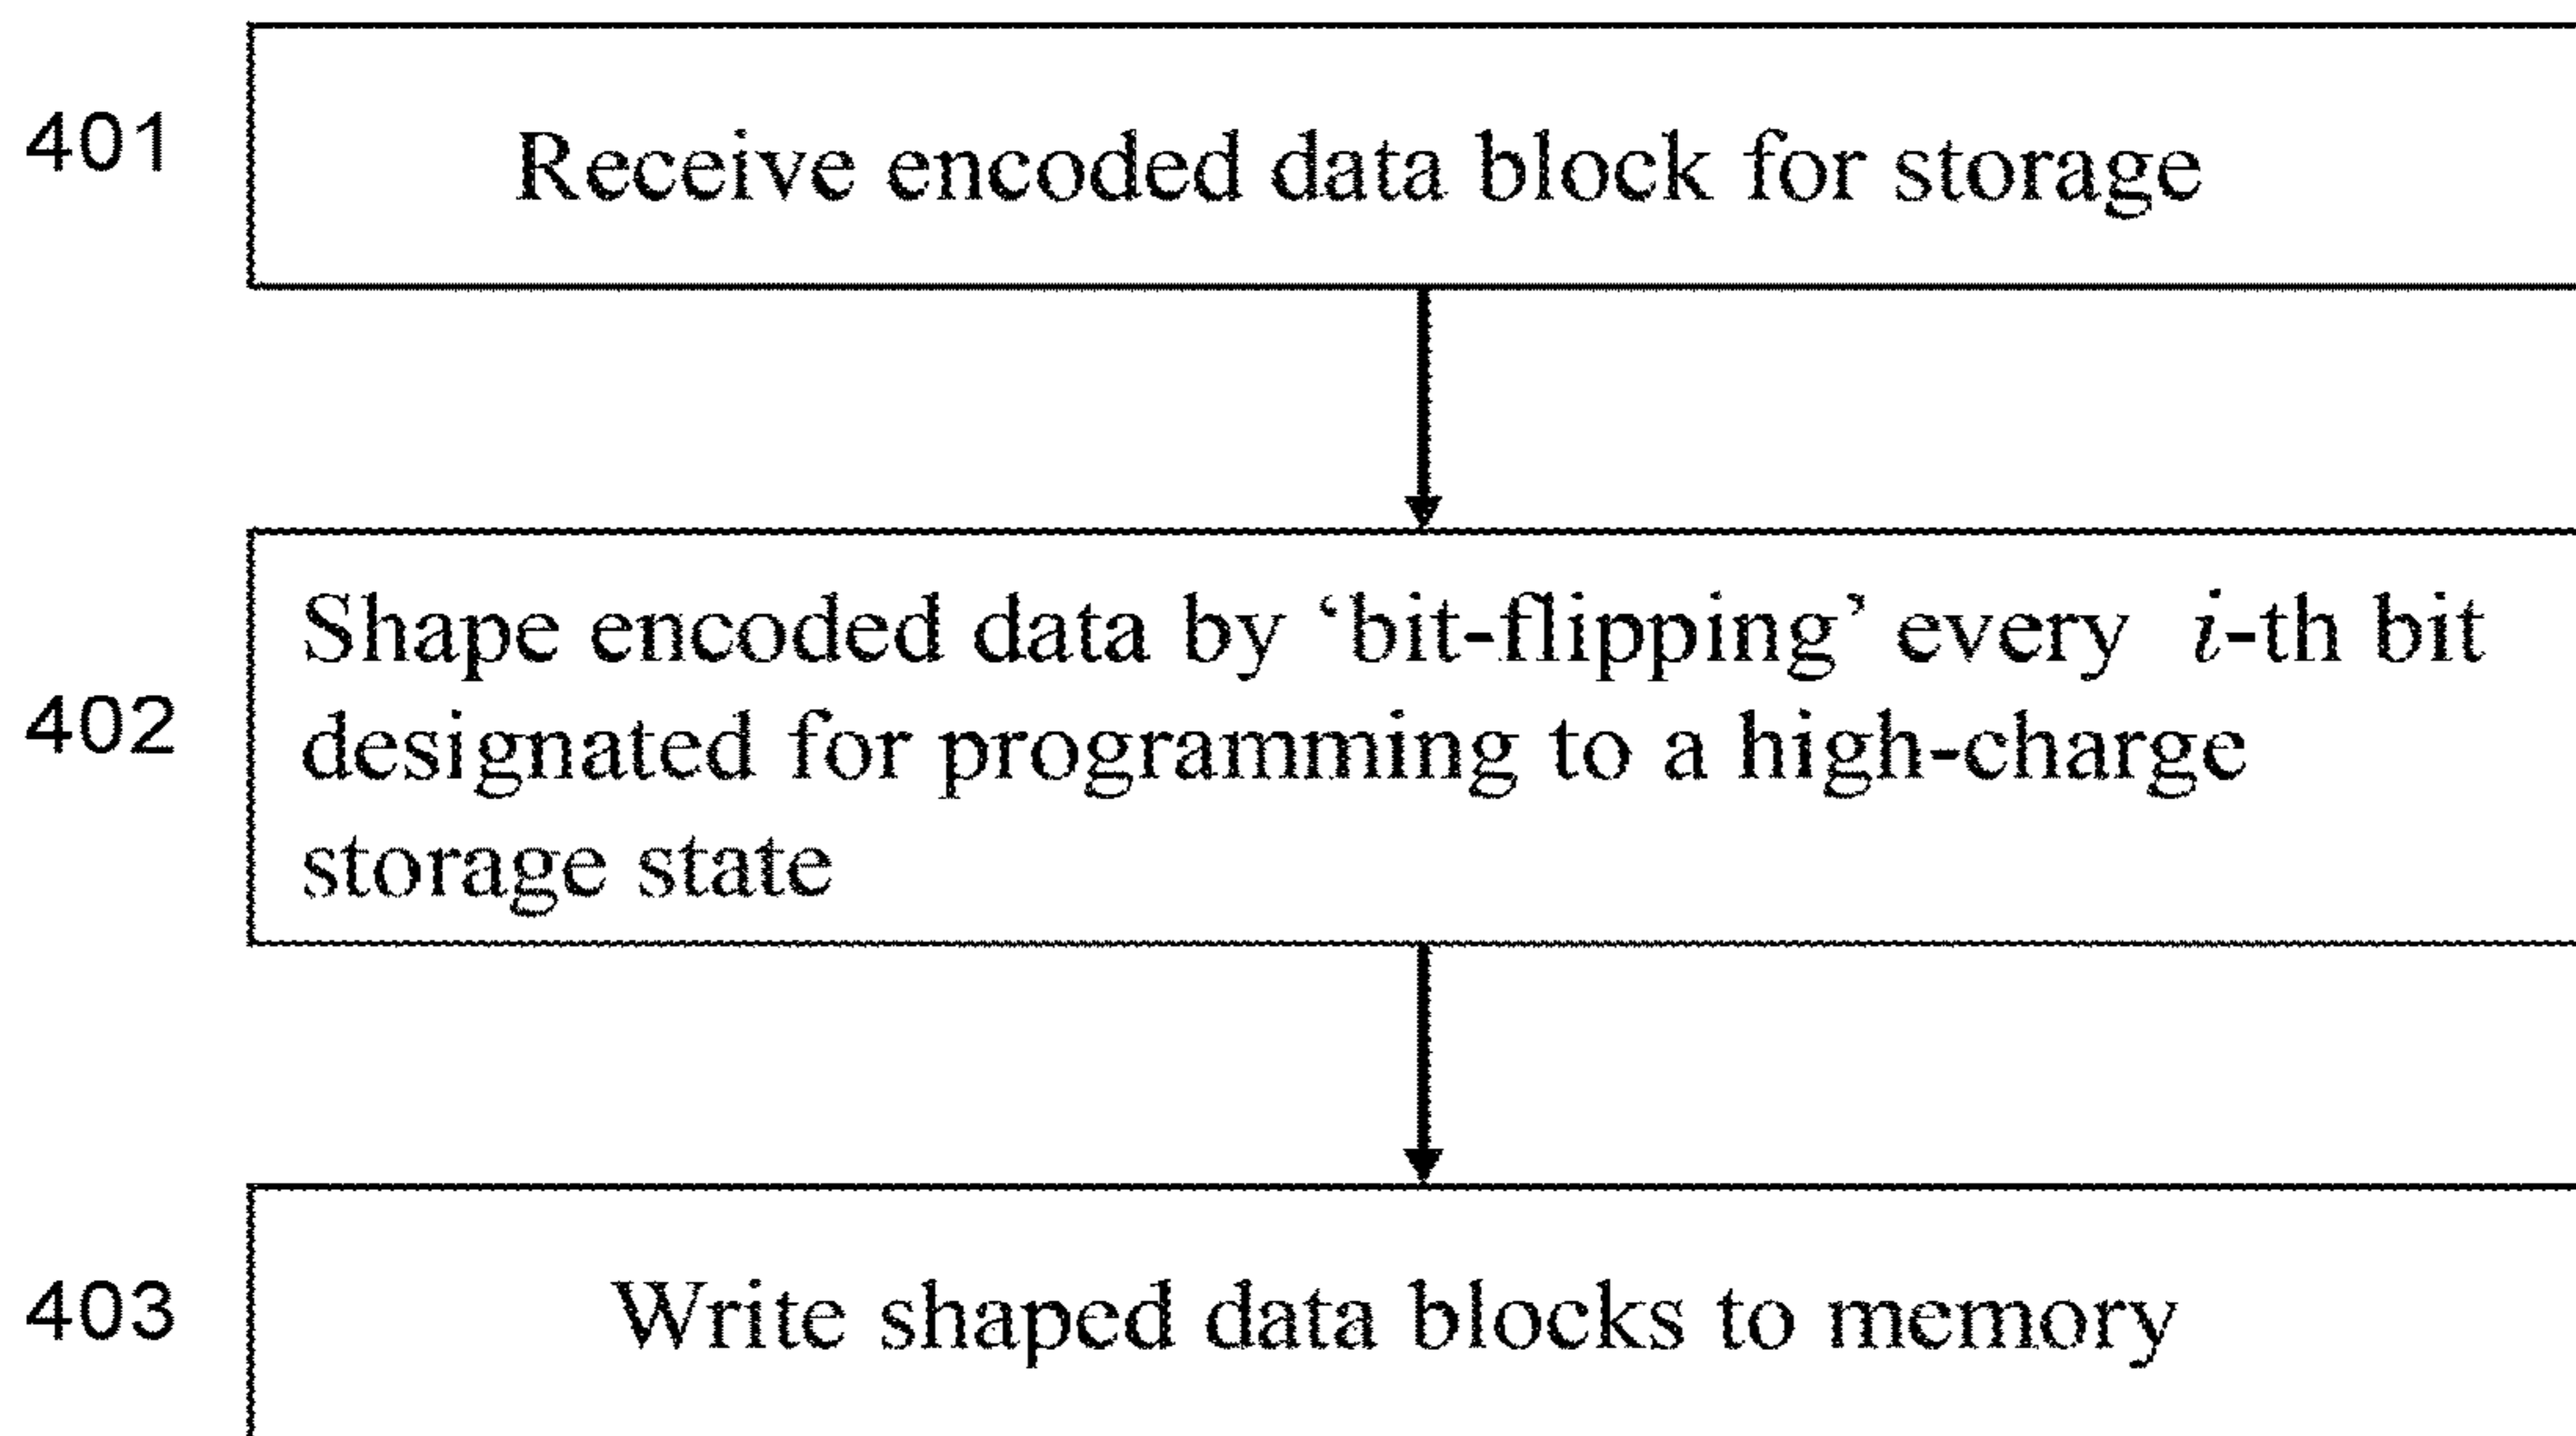 401
Receive encoded data block for storage
402
Shape encoded data by ‘bit-flipping’ every i-th bit
designated for programming to a high-charge
storage state
403
Write shaped data blocks to memory